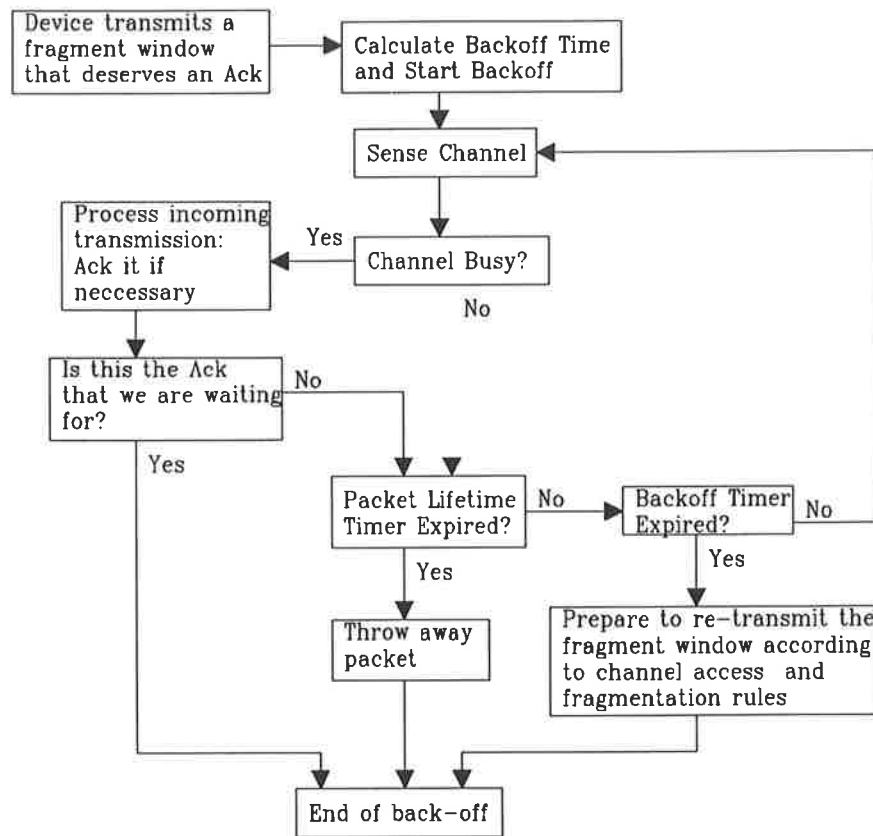 Device transmits a
fragment window
that deserves an Ack
Calculate Backoff Time
and Start Backoff
Sense Channel
Process incoming
transmission:
Ack it if
neccessary
Yes
Channel Busy?
No
Is this the Ack
that we are waiting
for?
No
Yes
Packet Lifetime
Timer Expired?
No
Backoff Timer
Expired?
No
Yes
Yes
Throw away
packet
Prepare to re-transmit the
fragment window according
to channel access and
fragmentation rules
End of back-off